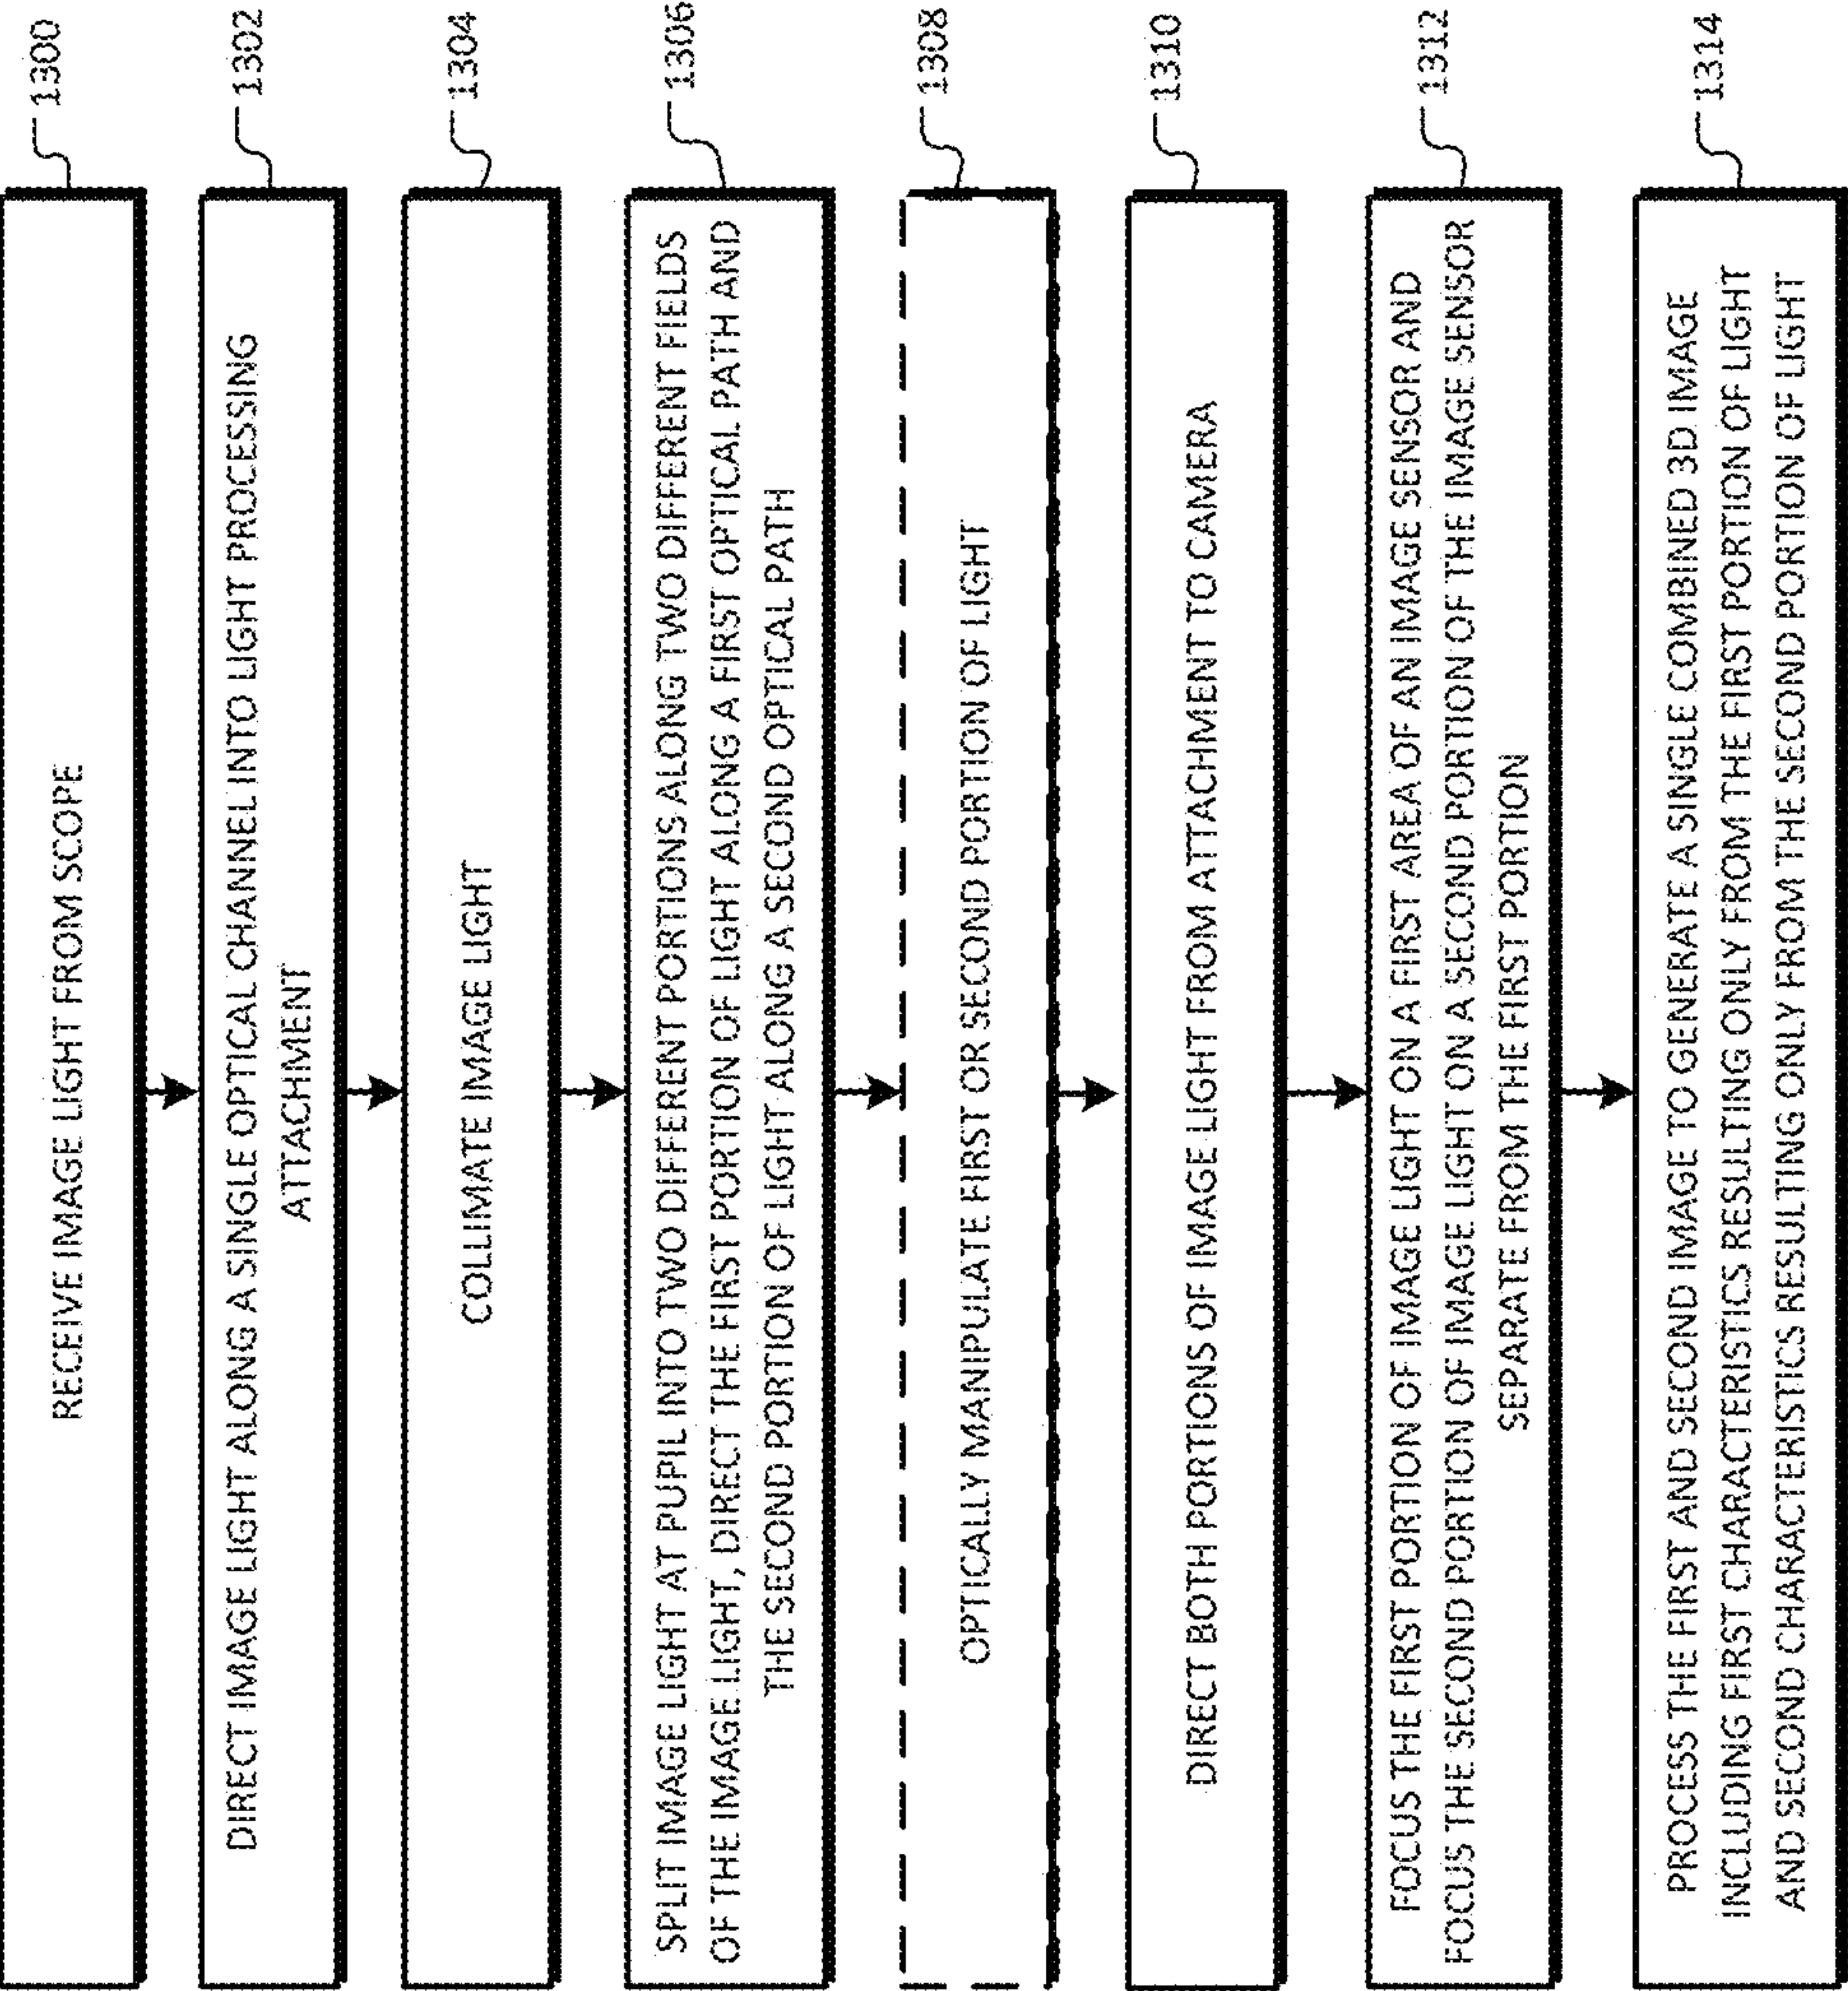 1300
RECEIVE IMAGE LIGHT FROM SCOPE
1302
DIRECT IMAGE LIGHT ALONG A SINGLE OPTICAL CHANNEL INTO LIGHT PROCESSING
ATTACHMENT
1304
COLLIMATE IMAGE LIGHT
1306
SPLIT IMAGE LIGHT AT PUPIL INTO TWO DIFFERENT PORTIONS ALONG TWO DIFFERENT FIELDS
OF THE IMAGE LIGHT, DIRECT THE FIRST PORTION OF LIGHT ALONG A FIRST OPTICAL PATH AND
THE SECOND PORTION OF LIGHT ALONG A SECOND OPTICAL PATH
1308
OPTICALLY MANIPULATE FIRST OR SECOND PORTION OF LIGHT
1310
DIRECT BOTH PORTIONS OF IMAGE LIGHT FROM ATTACHMENT TO CAMERA
1312
FOCUS THE FIRST PORTION OF IMAGE LIGHT ON A FIRST AREA OF AN IMAGE SENSOR AND
FOCUS THE SECOND PORTION OF IMAGE LIGHT ON A SECOND PORTION OF THE IMAGE SENSOR
SEPARATE FROM THE FIRST PORTION
1314
PROCESS THE FIRST AND SECOND IMAGE TO GENERATE A SINGLE COMBINED 3D IMAGE
INCLUDING FIRST CHARACTERISTICS RESULTING ONLY FROM THE FIRST PORTION OF LIGHT
AND SECOND CHARACTERISTICS RESULTING ONLY FROM THE SECOND PORTION OF LIGHT